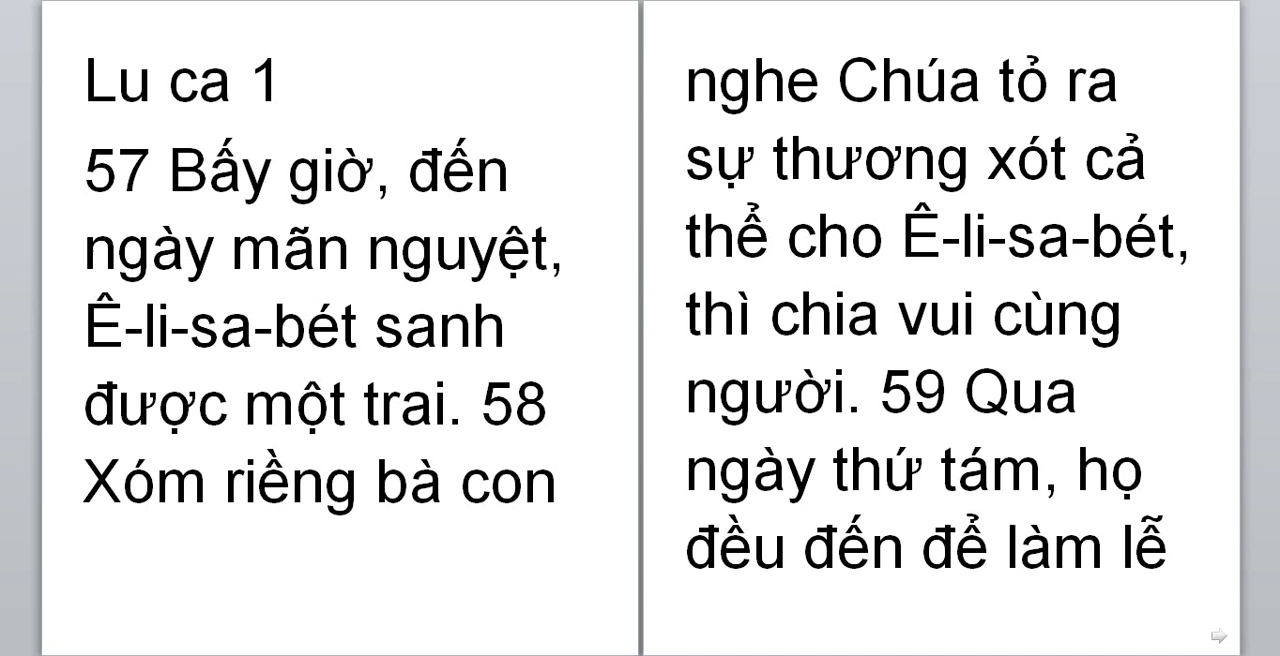 Lu ca 1
57 Bấy giờ, đến
ngày mãn nguyệt,
Ê-li-sa-bét sanh
được một trai. 58
Xóm riềng bà con
nghe Chúa tỏ ra
sự thương xót cả
thể cho Ê-li-sa-bét,
thì chia vui cùng
người. 59 Qua
ngày thứ tám, họ
đều đến để làm lễ